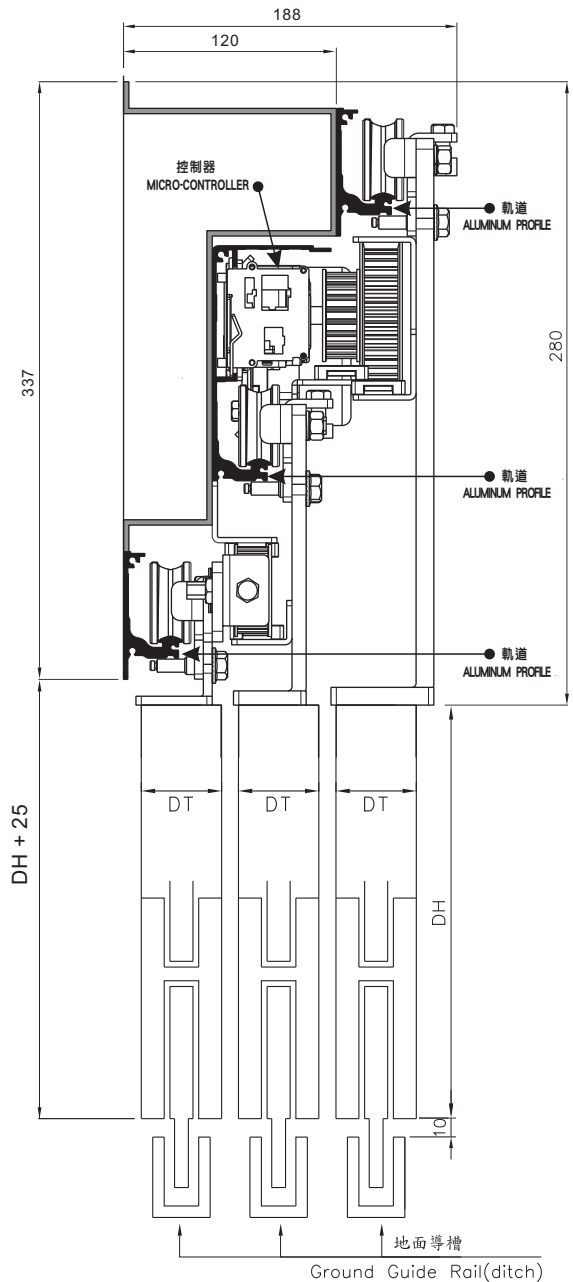 188
120
控制器
MICRO-CONTROLLER
軌道
ALUMINUM PROFILE
337
280
軌道
ALUMINUM PROFILE
軌道
ALUMINUM PROFILE
DT
DT
DT
DH + 25
DH
10
地面導槽
Ground Guide Rail(ditch)